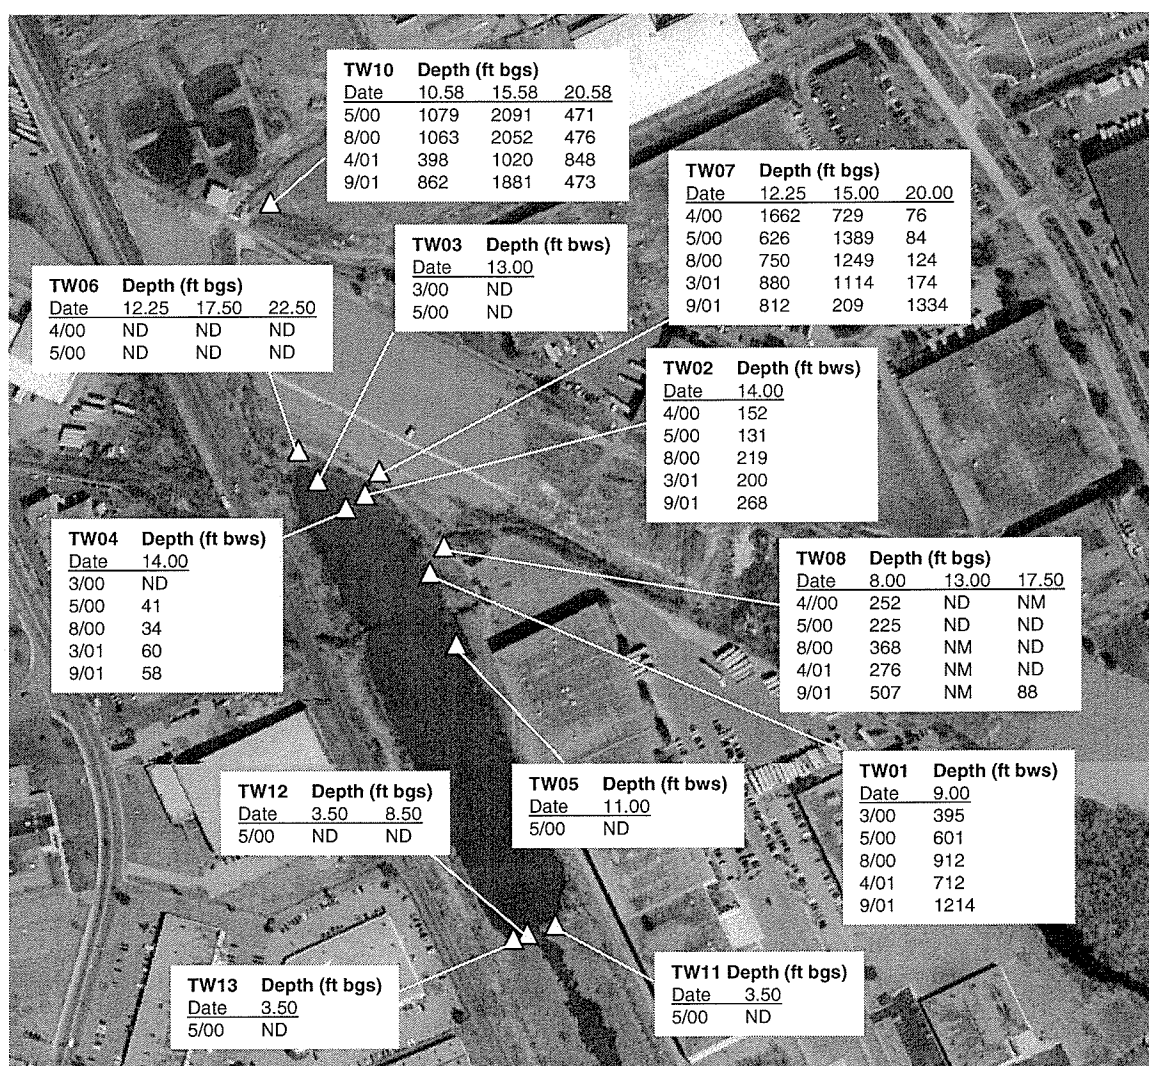 TW10 Depth (ft bgs)
Date 10.58 15.58 20.58
5/00 1079 2091 471
8/00 1063 2052 476
4/01 398 1020 848
9/01 862 1881 473
TW07 Depth (ft bgs)
Date 12.25 15.00 20.00
4/00 1662 729 76
5/00 626 1389 84
8/00 750 1249 124
3/01 880 1114 174
9/01 812 209 1334
TW03 Depth (ft bws)
Date 13.00
3/00 ND
5/00 ND
TW06 Depth (ft bgs)
Date 12.25 17.50 22.50
4/00 ND ND ND
5/00 ND ND ND
TW02 Depth (ft bws)
Date 14.00
4/00 152
5/00 131
8/00 219
3/01 200
9/01 268
TW04 Depth (ft bws)
Date 14.00
3/00 ND
5/00 41
8/00 34
3/01 60
9/01 58
TW08 Depth (ft bgs)
Date 8.00 13.00 17.50
4//00 252 ND NM
5/00 225 ND ND
8/00 368 NM ND
4/01 276 NM ND
9/01 507 NM 88
TW12 Depth (ft bgs)
Date 3.50 8.50
5/00 ND ND
TW05 Depth (ft bws)
Date 11.00
5/00 ND
TW01 Depth (ft bws)
Date 9.00
3/00 395
5/00 601
8/00 912
4/01 712
9/01 1214
TW13 Depth (ft bgs)
Date 3.50
5/00 ND
TW11 Depth (ft bgs)
Date 3.50
5/00 ND